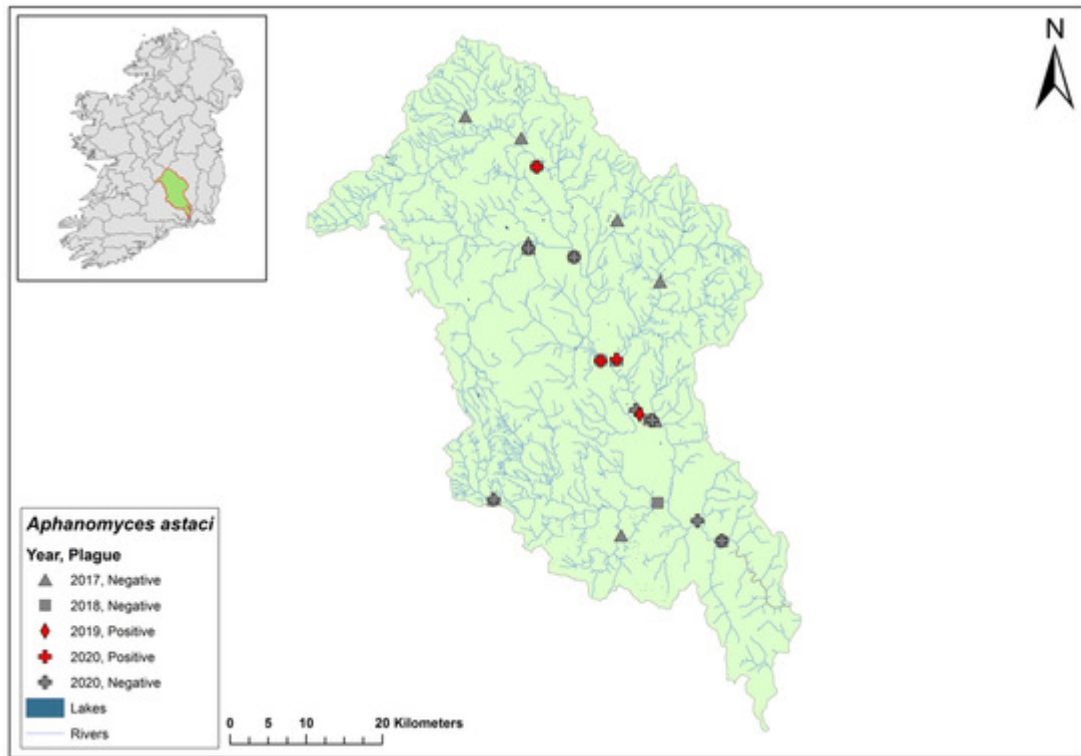 N
Aphanomyces astaci
Year, Plague
2017, Negative
2018, Negative
2019, Positive
2020, Positive
2020, Negative
Lakes
Rivers
0 5 10 20 Kilometers